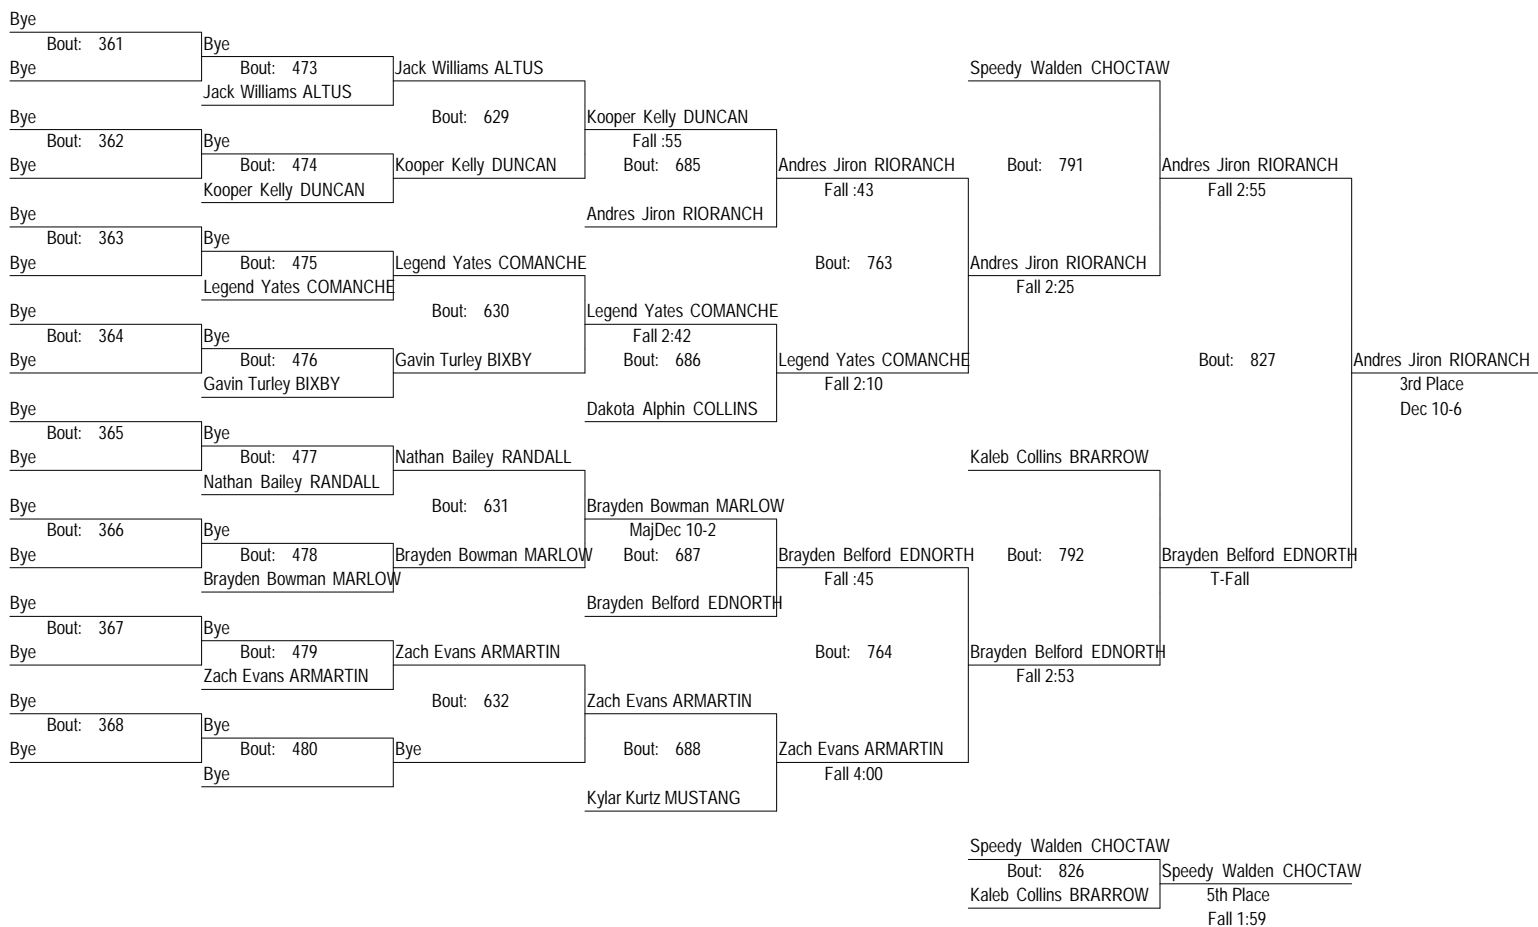 Bye
Bout: 361
Bye
Bye
Bout: 473
Jack Williams ALTUS
Jack Williams ALTUS
Speedy Walden CHOCTAW
Bye
Bout: 362
Bye
Bye
Bout: 474
Kooper Kelly DUNCAN
Bout: 629
Kooper Kelly DUNCAN
Kooper Kelly DUNCAN
Fall :55
Bout: 685
Andres Jiron RIORANCH
Andres Jiron RIORANCH
Fall :43
Bout: 791
Andres Jiron RIORANCH
Fall 2:55
Bye
Bout: 363
Bye
Bye
Bout: 475
Legend Yates COMANCHE
Legend Yates COMANCHE
Bout: 763
Andres Jiron RIORANCH
Fall 2:25
Bye
Bout: 364
Bye
Bye
Bout: 476
Gavin Turley BIXBY
Bout: 630
Gavin Turley BIXBY
Legend Yates COMANCHE
Fall 2:42
Bout: 686
Dakota Alphin COLLINS
Legend Yates COMANCHE
Fall 2:10
Bout: 827
Andres Jiron RIORANCH
3rd Place
Dec 10-6
Bye
Bout: 365
Bye
Bye
Bout: 477
Nathan Bailey RANDALL
Nathan Bailey RANDALL
Kaleb Collins BRARROW
Bye
Bout: 366
Bye
Bye
Bout: 478
Brayden Bowman MARLOW
Bout: 631
Brayden Bowman MARLOW
Brayden Bowman MARLOW
MajDec 10-2
Bout: 687
Brayden Belford EDNORTH
Brayden Belford EDNORTH
Fall :45
Bout: 792
Brayden Belford EDNORTH
T-Fall
Bye
Bout: 367
Bye
Bye
Bout: 479
Zach Evans ARMARTIN
Zach Evans ARMARTIN
Bout: 764
Brayden Belford EDNORTH
Fall 2:53
Bye
Bout: 368
Bye
Bye
Bout: 480
Bye
Bout: 632
Bye
Zach Evans ARMARTIN
Bout: 688
Kylar Kurtz MUSTANG
Zach Evans ARMARTIN
Fall 4:00
Speedy Walden CHOCTAW
Bout: 826
Kaleb Collins BRARROW
Speedy Walden CHOCTAW
5th Place
Fall 1:59